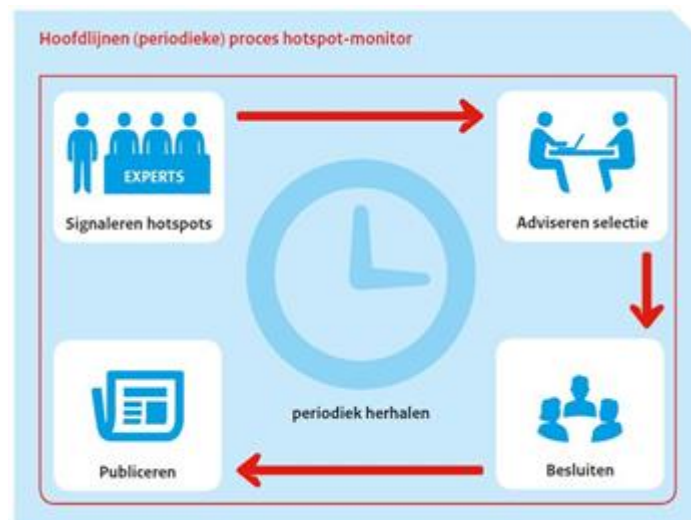 Hoofdlijnen (periodieke) proces hotspot-monitor
EXPERTS
Signaleren hotspots
Adviseren selectie
periodiek herhalen
Publiceren
Besluiten